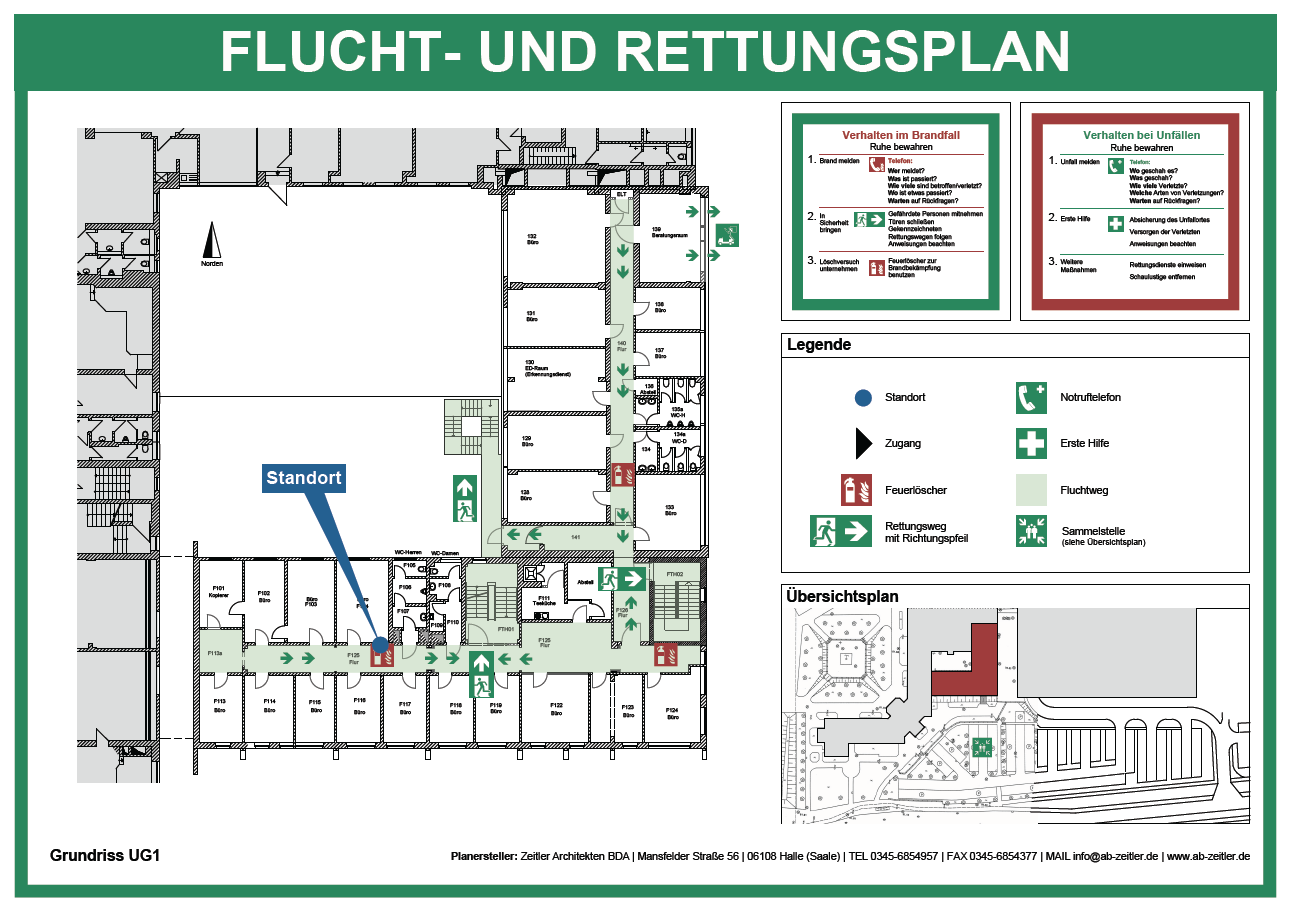 FLUCHT- UND RETTUNGSPLAN
Verhalten im Brandfall
Ruhe bewahren
1. Brand melden
Telefon:
Wer meldet?
Was ist passiert?
Wie viele sind betroffen/verletzt?
Wo ist etwas passiert?
Warten auf Rückfragen?
2. In
Sicherheit
bringen
Gefährdete Personen mitnehmen
Türen schließen
Gekennzeichneten
Rettungswegen folgen
Anweisungen beachten
3. Löschversuch
unternehmen
Feuerlöscher zur
Brandbekämpfung
benutzen
Verhalten bei Unfällen
Ruhe bewahren
1. Unfall melden
Telefon:
Wo geschah es?
Was geschah?
Wie viele Verletzte?
Welche Arten von Verletzungen?
Warten auf Rückfragen?
2. Erste Hilfe
Absicherung des Unfallortes
Versorgen der Verletzten
Anweisungen beachten
3. Weitere
Maßnahmen
Rettungsdienste einweisen
Schaulustige entfernen
Norden
ELT
132
Büro
139
Beratungsraum
131
Büro
138
Büro
140
Flur
137
Büro
130
ED-Raum
(Erkennungsdienst)
136
Abstell
135a
WC-H
129
Büro
134a
WC-D
134
128
Büro
133
Büro
141
Standort
WC-Herren
WC-Damen
F101
Kopierer
F102
Büro
Büro
F103
F105
F106
F107
F108
F109
F110
FTH01
F111
Teeküche
Abstell
FTH02
F126
Flur
F113a
F125
Flur
F125
Flur
F113
Büro
F114
Büro
F115
Büro
F116
Büro
F117
Büro
F118
Büro
F119
Büro
F122
Büro
F123
Büro
F124
Büro
Legende
Standort
Notruftelefon
Zugang
Erste Hilfe
Feuerlöscher
Fluchtweg
Rettungsweg
mit Richtungspfeil
Sammelstelle
(siehe Übersichtsplan)
Übersichtsplan
Grundriss UG1
Planersteller: Zeitler Architekten BDA | Mansfelder Straße 56 | 06108 Halle (Saale) | TEL 0345-6854957 | FAX 0345-6854377 | MAIL info@ab-zeitler.de | www.ab-zeitler.de